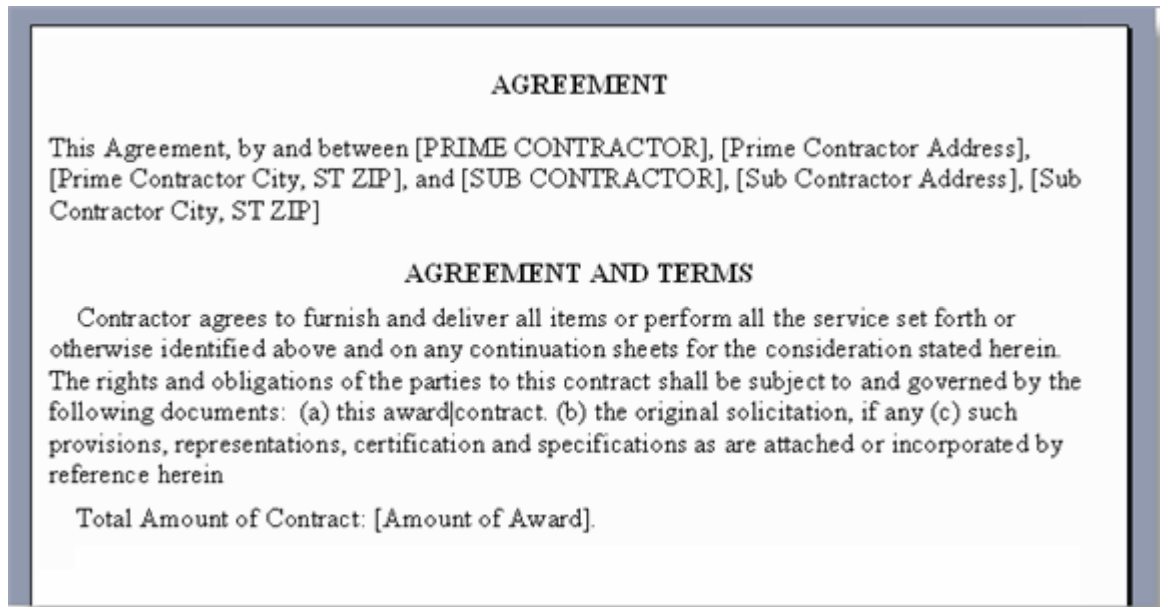 AGREEMENT
This Agreement, by and between [PRIME CONTRACTOR], [Prime Contractor Address],
[Prime Contractor City, ST ZIP], and [SUB CONTRACTOR], [Sub Contractor Address], [Sub
Contractor City, ST ZIP]
AGREEMENT AND TERMS
Contractor agrees to furnish and deliver all items or perform all the service set forth or
otherwise identified above and on any continuation sheets for the consideration stated herein.
The rights and obligations of the parties to this contract shall be subject to and governed by the
following documents:  (a) this award|contract. (b) the original solicitation, if any (c) such
provisions, representations, certification and specifications as are attached or incorporated by
reference herein
Total Amount of Contract: [Amount of Award].